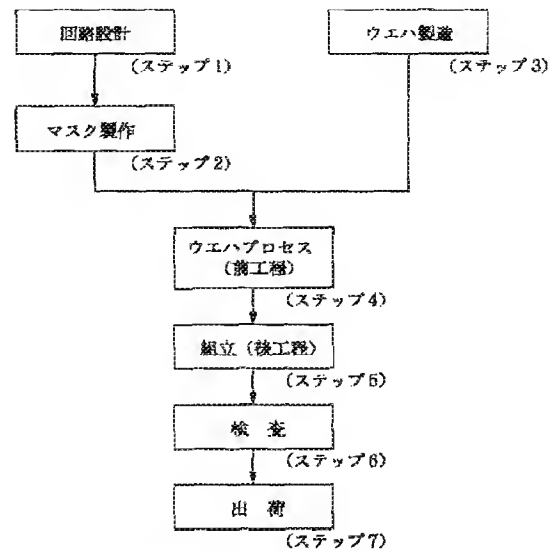 回路設計
(ステップ1)
ウエハ製造
(ステップ3)
マスク製作
(ステップ2)
ウエハプロセス
(前工程)
(ステップ4)
組立(後工程)
(ステップ5)
検 査
(ステップ6)
出 荷
(ステップ7)